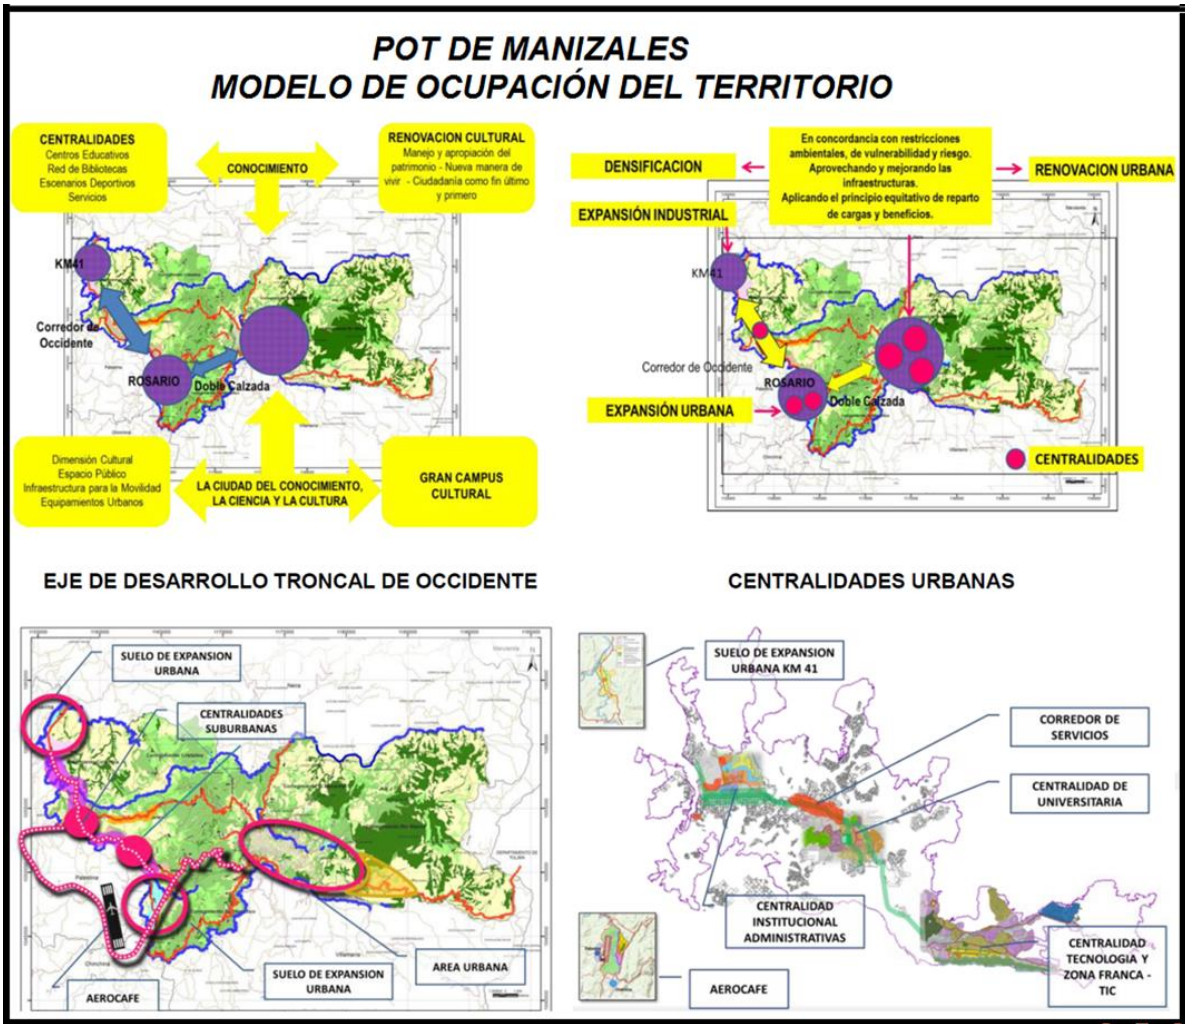 POT DE MANIZALES
MODELO DE OCUPACIÓN DEL TERRITORIO
CENTRALIDADES
Centros Educativos
Red de Bibliotecas
Escenarios Deportivos
Servicios
CONOCIMIENTO
RENOVACION CULTURAL
Manejo y apropiación del
patrimonio - Nueva manera de
vivir - Ciudadanía como fin último
y primero
KM41
Corredor de
Occidente
ROSARIO
Doble Calzada
Dimensión Cultural
Espacio Público
Infraestructura para la Movilidad
Equipamientos Urbanos
LA CIUDAD DEL CONOCIMIENTO,
LA CIENCIA Y LA CULTURA
GRAN CAMPUS
CULTURAL
DENSIFICACION
En concordancia con restricciones
ambientales, de vulnerabilidad y riesgo.
Aprovechando y mejorando las
infraestructuras.
Aplicando el principio equitativo de reparto
de cargas y beneficios.
RENOVACION URBANA
EXPANSIÓN INDUSTRIAL
KM41
Corredor de Occidente
ROSARIO
Doble Calzada
EXPANSIÓN URBANA
CENTRALIDADES
EJE DE DESARROLLO TRONCAL DE OCCIDENTE
SUELO DE EXPANSION
URBANA
CENTRALIDADES
SUBURBANAS
Neira
Palestina
Chinchiná
Villamaría
DEPARTAMENTO DE
TOLIMA
AREA URBANA
SUELO DE EXPANSION
URBANA
AEROCAFE
CENTRALIDADES URBANAS
SUELO DE EXPANSION
URBANA KM 41
CORREDOR DE
SERVICIOS
CENTRALIDAD DE
UNIVERSITARIA
CENTRALIDAD
INSTITUCIONAL
ADMINISTRATIVAS
CENTRALIDAD
TECNOLOGIA Y
ZONA FRANCA -
TIC
AEROCAFE